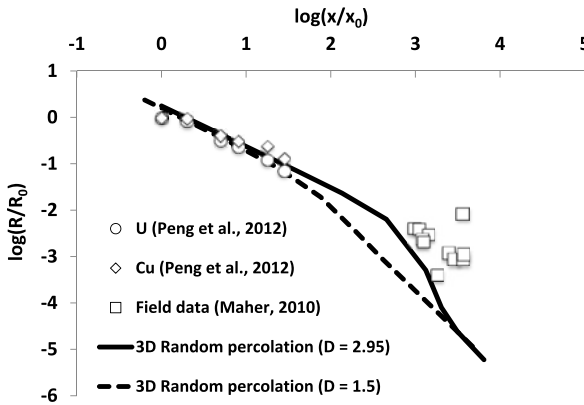 log(x/x0)
-1 0 1 2 3 4 5
1
0
-1
-2
-3
-4
-5
-6
log(R/R0)
U (Peng et al., 2012)
Cu (Peng et al., 2012)
Field data (Maher, 2010)
3D Random percolation (D = 2.95)
3D Random percolation (D = 1.5)